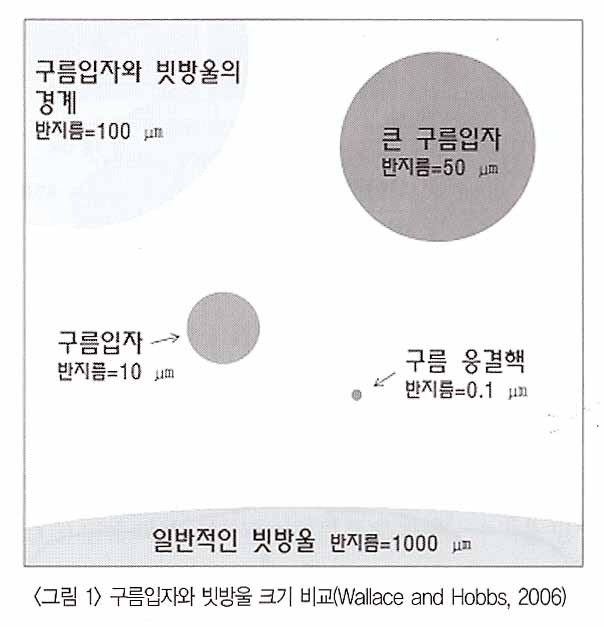 구름입자와 빗방울의
경계
반지름=100 ㎛
큰 구름입자
반지름=50 ㎛
구름입자
반지름=10 ㎛
구름 응결핵
반지름=0.1 ㎛
일반적인 빗방울 반지름=1000 ㎛
<그림 1> 구름입자와 빗방울 크기 비교(Wallace and Hobbs, 2006)